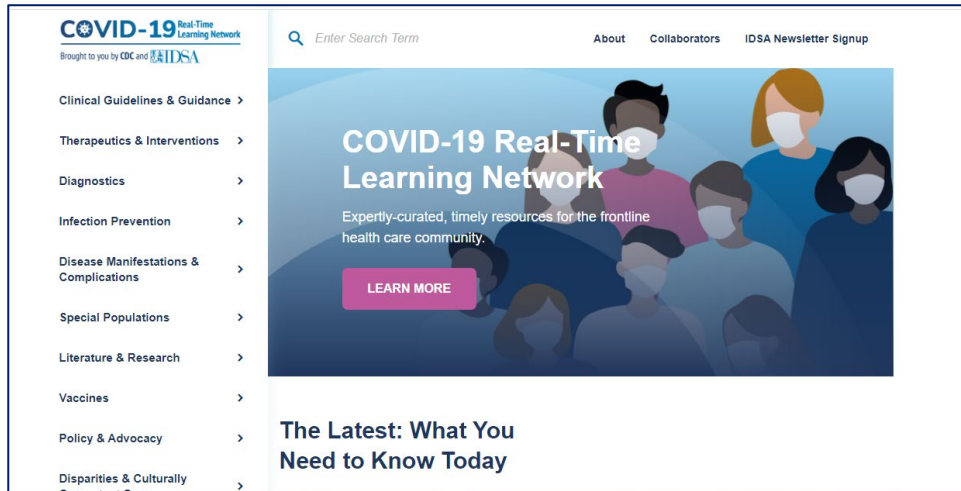 COVID-19 Real-Time
Learning Network
Brought to you by CDC and IDSA
Enter Search Term
About Collaborators IDSA Newsletter Signup
Clinical Guidelines & Guidance
Therapeutics & Interventions
Diagnostics
Infection Prevention
Disease Manifestations &
Complications
Special Populations
Literature & Research
Vaccines
Policy & Advocacy
Disparities & Culturally
COVID-19 Real-Time
Learning Network
Expertly-curated, timely resources for the frontline
health care community.
LEARN MORE
The Latest: What You
Need to Know Today